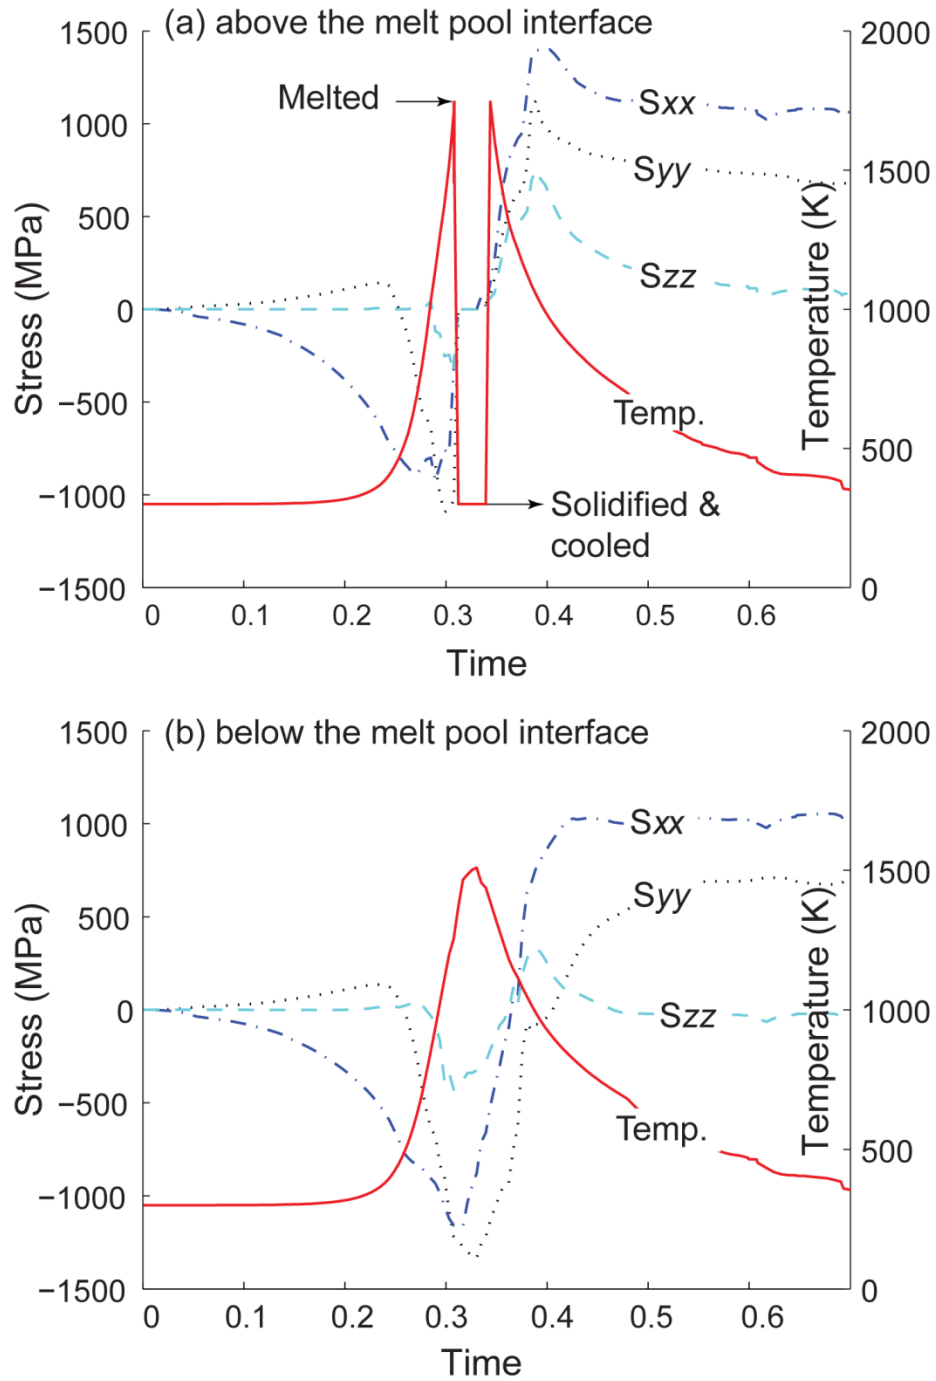 (a) above the melt pool interface
1500
1000
500
0
−500
−1000
−1500
Stress (MPa)
2000
1500
1000
500
0
Temperature (K)
Melted
Sxx
Syy
Szz
Temp.
Solidified &
cooled
0 0.1 0.2 0.3 0.4 0.5 0.6
Time
(b) below the melt pool interface
1500
1000
500
0
−500
−1000
−1500
Stress (MPa)
2000
1500
1000
500
0
Temperature (K)
Sxx
Syy
Szz
Temp.
0 0.1 0.2 0.3 0.4 0.5 0.6
Time